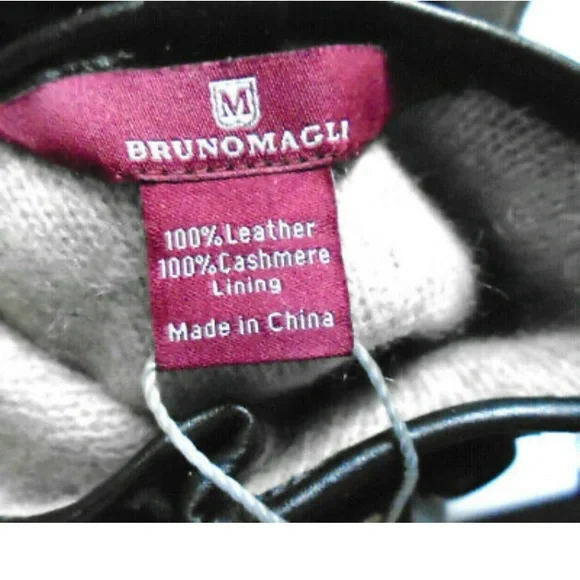 M
BRUNOMAGLI
100%Leather
100%Cashmere
Lining
Made in China